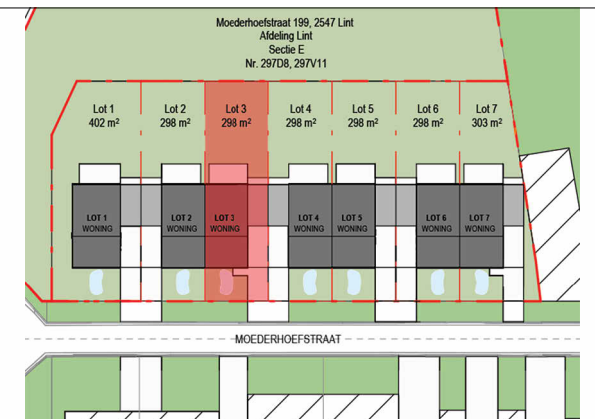 Moederhoefstraat 199, 2547 Lint
Afdeling Lint
Sectie E
Nr. 297D8, 297V11
Lot 1
402 m²
Lot 2
298 m²
Lot 3
298 m²
Lot 4
298 m²
Lot 5
298 m²
Lot 6
298 m²
Lot 7
303 m²
LOT 1
WONING
LOT 2
WONING
LOT 3
WONING
LOT 4
WONING
LOT 5
WONING
LOT 6
WONING
LOT 7
WONING
MOEDERHOEFSTRAAT